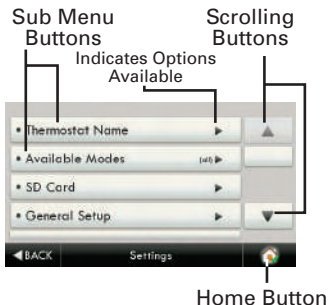 Sub Menu
Buttons
Scrolling
Buttons
Indicates Options
Available
• Thermostat Name
• Available Modes (all)
• SD Card
• General Setup
BACK Settings
Home Button